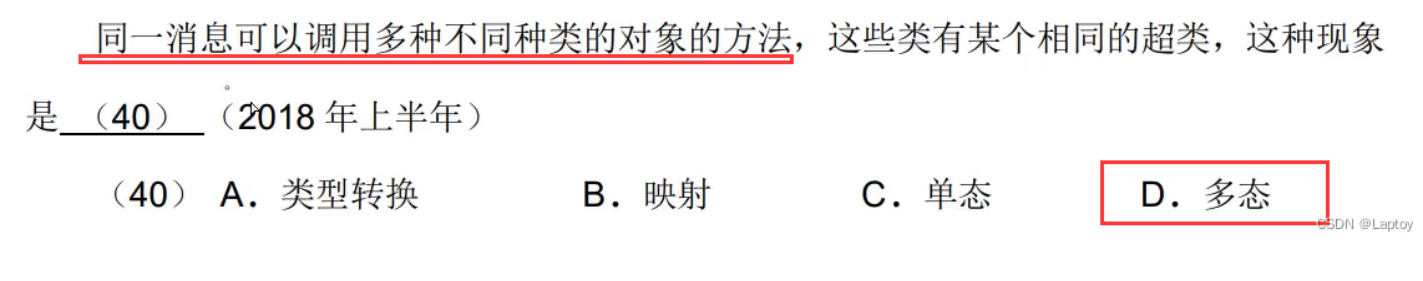 同一消息可以调用多种不同种类的对象的方法，这些类有某个相同的超类，这种现象
是（40）（2018 年上半年）
（40） A．类型转换 B．映射 C．单态 D．多态
CSDN @Laptoy